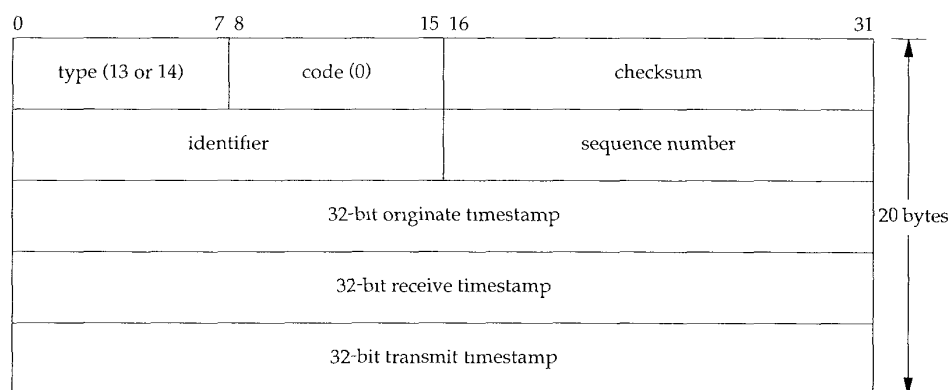 0 7 8 15 16 31
type (13 or 14) code (0) checksum
identifier sequence number
32-bit originate timestamp
20 bytes
32-bit receive timestamp
32-bit transmit timestamp